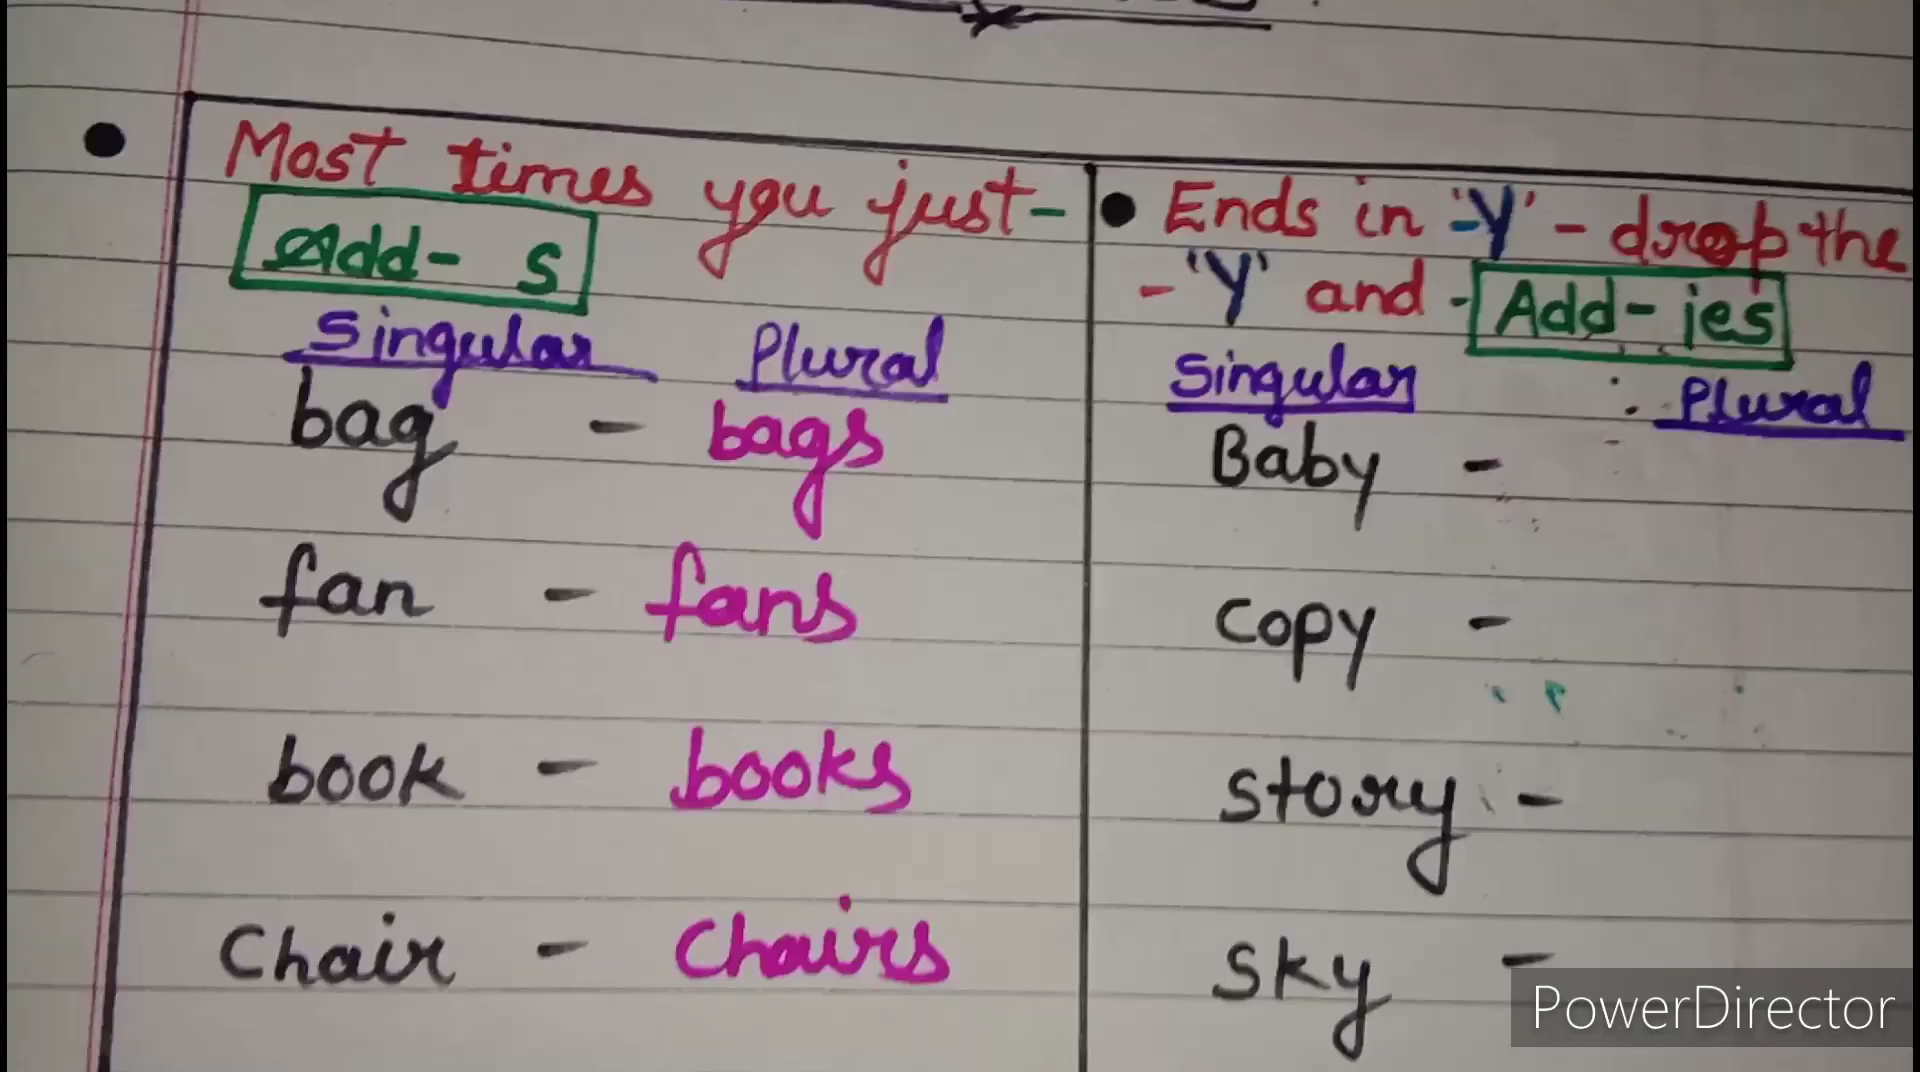 Most times you just-
Add- S
Singular Plural
bag - bags
fan - fans
book - books
Chair - Chairs
Ends in '-Y' - drop the
- 'Y' and - Add- ies
Singular : Plural
Baby -
Copy -
Story -
Sky -
PowerDirector